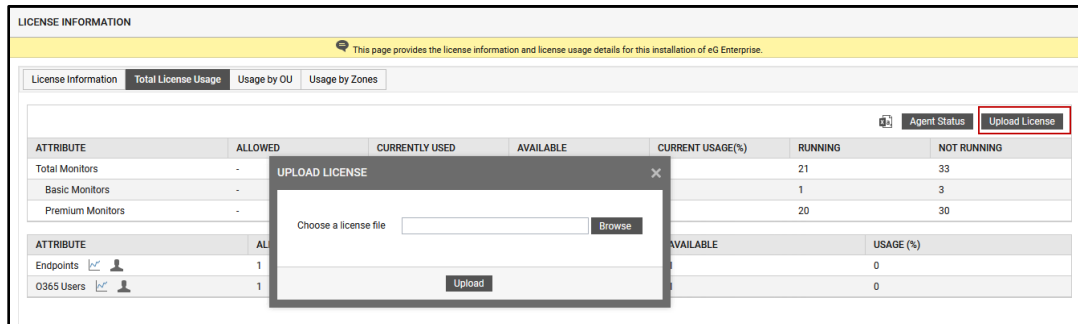 LICENSE INFORMATION
This page provides the license information and license usage details for this installation of eG Enterprise.
License Information Total License Usage Usage by OU Usage by Zones
Agent Status Upload License
ATTRIBUTE ALLOWED CURRENTLY USED AVAILABLE CURRENT USAGE(%) RUNNING NOT RUNNING
Total Monitors - 21 33
Basic Monitors - 1 3
Premium Monitors - 20 30
UPLOAD LICENSE
Choose a license file Browse
Upload
ATTRIBUTE AVAILABLE USAGE (%)
Endpoints 1 0
O365 Users 1 0